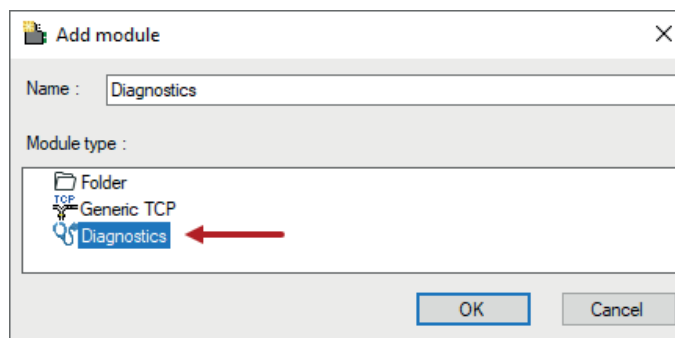 Add module
Name :
Diagnostics
Module type :
Folder
TCP
Generic TCP
Diagnostics
OK
Cancel